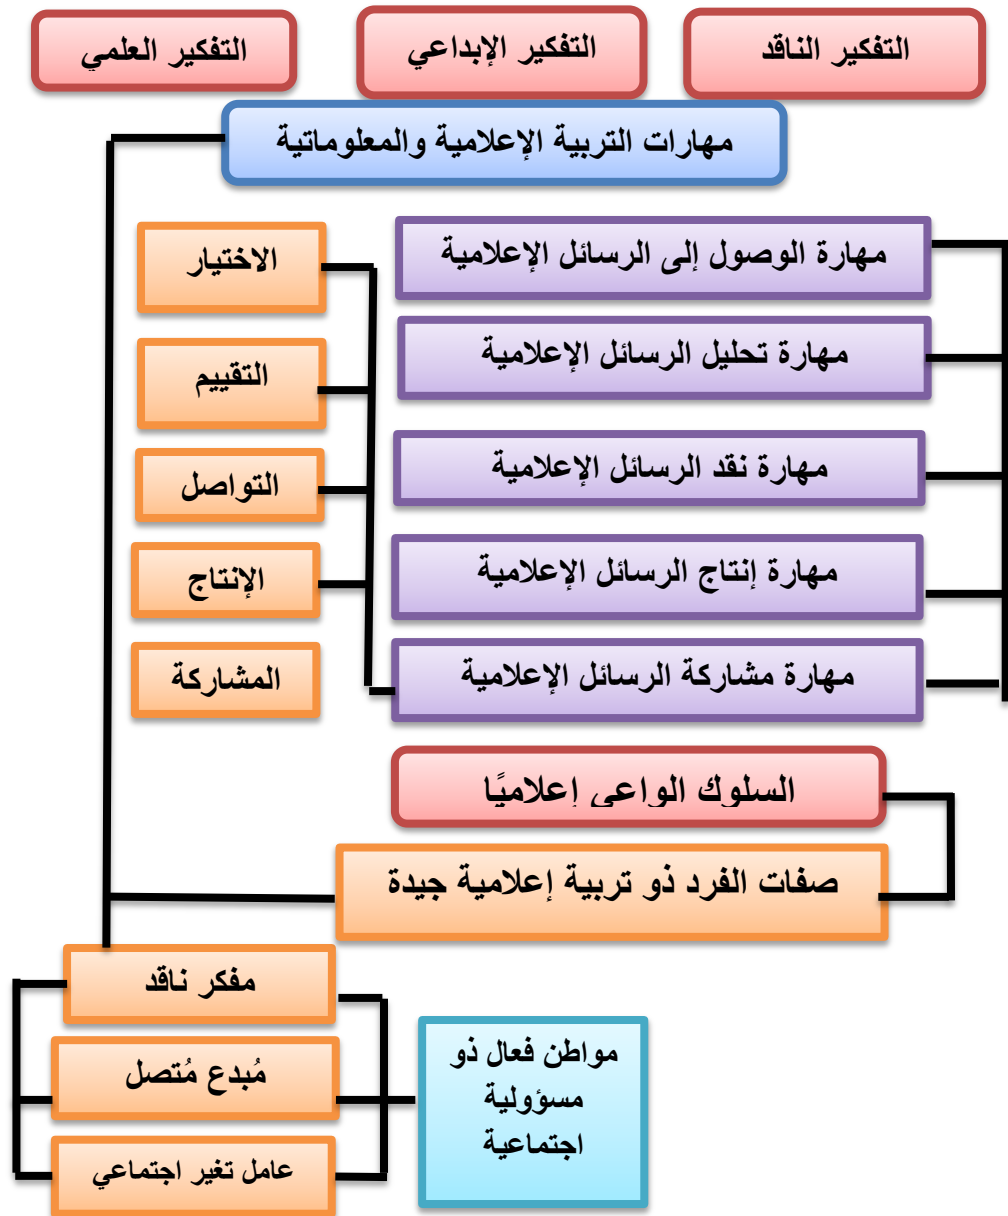 التفكير الناقد
التفكير الإبداعي
التفكير العلمي
مهارات التربية الإعلامية والمعلوماتية
مهارة الوصول إلى الرسائل الإعلامية
مهارة تحليل الرسائل الإعلامية
مهارة نقد الرسائل الإعلامية
مهارة إنتاج الرسائل الإعلامية
مهارة مشاركة الرسائل الإعلامية
الاختيار
التقييم
التواصل
الإنتاج
المشاركة
السلوك الواعي إعلاميًا
صفات الفرد ذو تربية إعلامية جيدة
مفكر ناقد
مُبدع مُتصل
عامل تغير اجتماعي
مواطن فعال ذو
مسؤولية
اجتماعية